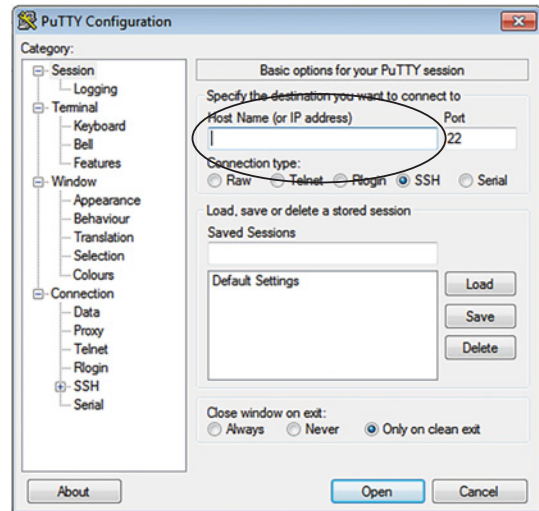 PuTTY Configuration
Category:
Session
Logging
Terminal
Keyboard
Bell
Features
Window
Appearance
Behaviour
Translation
Selection
Colours
Connection
Data
Proxy
Telnet
Rlogin
SSH
Serial
Basic options for your PuTTY session
Specify the destination you want to connect to
Host Name (or IP address) Port
22
Connection type:
Raw Telnet Rlogin SSH Serial
Load, save or delete a stored session
Saved Sessions
Default Settings
Load
Save
Delete
Close window on exit:
Always Never Only on clean exit
About Open Cancel